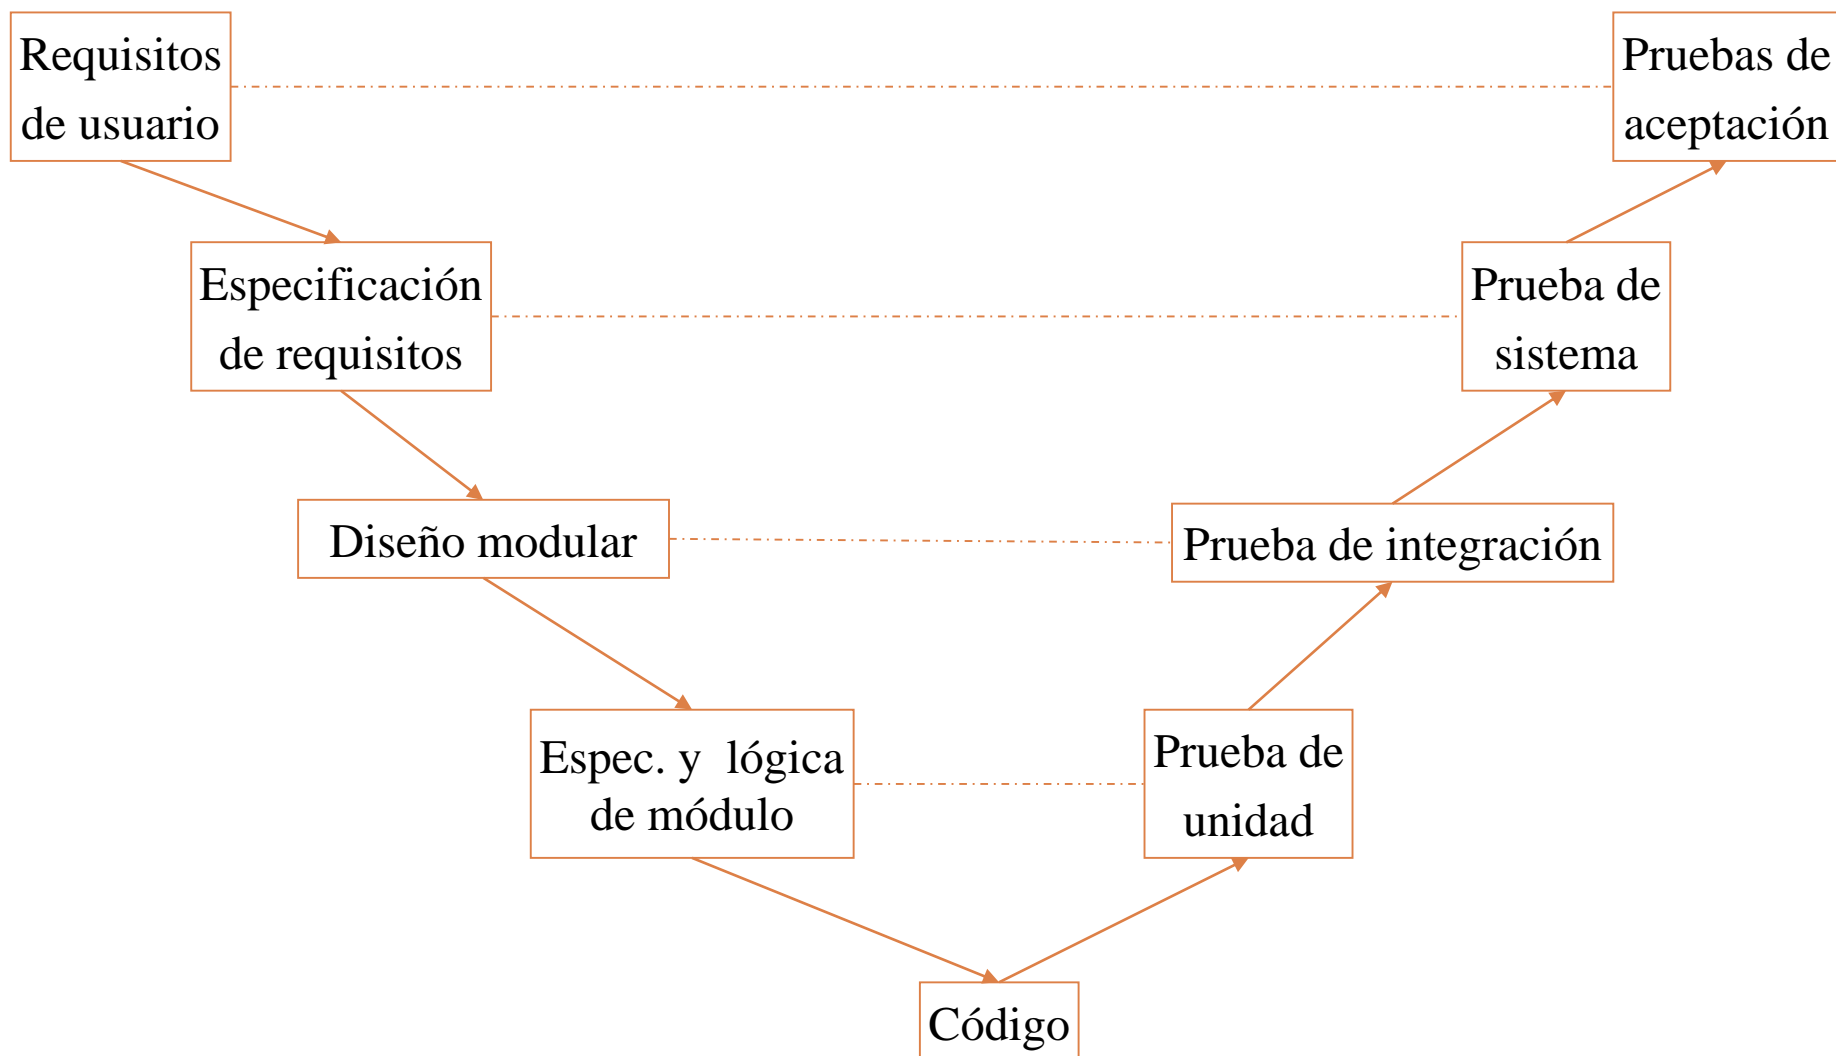 Requisitos
de usuario
Pruebas de
aceptación
Especificación
de requisitos
Prueba de
sistema
Diseño modular
Prueba de integración
Espec. y lógica
de módulo
Prueba de
unidad
Código